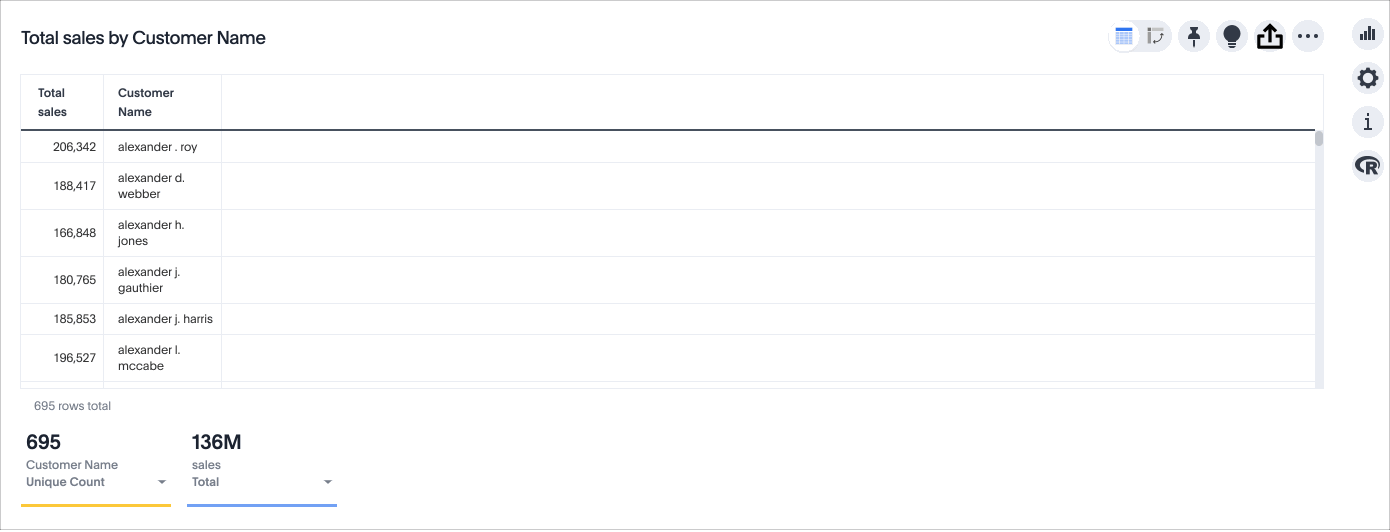 Total sales by Customer Name
Total
sales
Customer
Name
206,342 alexander . roy
188,417 alexander d.
webber
166,848 alexander h.
jones
180,765 alexander j.
gauthier
185,853 alexander j. harris
196,527 alexander l.
mccabe
695 rows total
695
Customer Name
Unique Count
136M
sales
Total
i
R